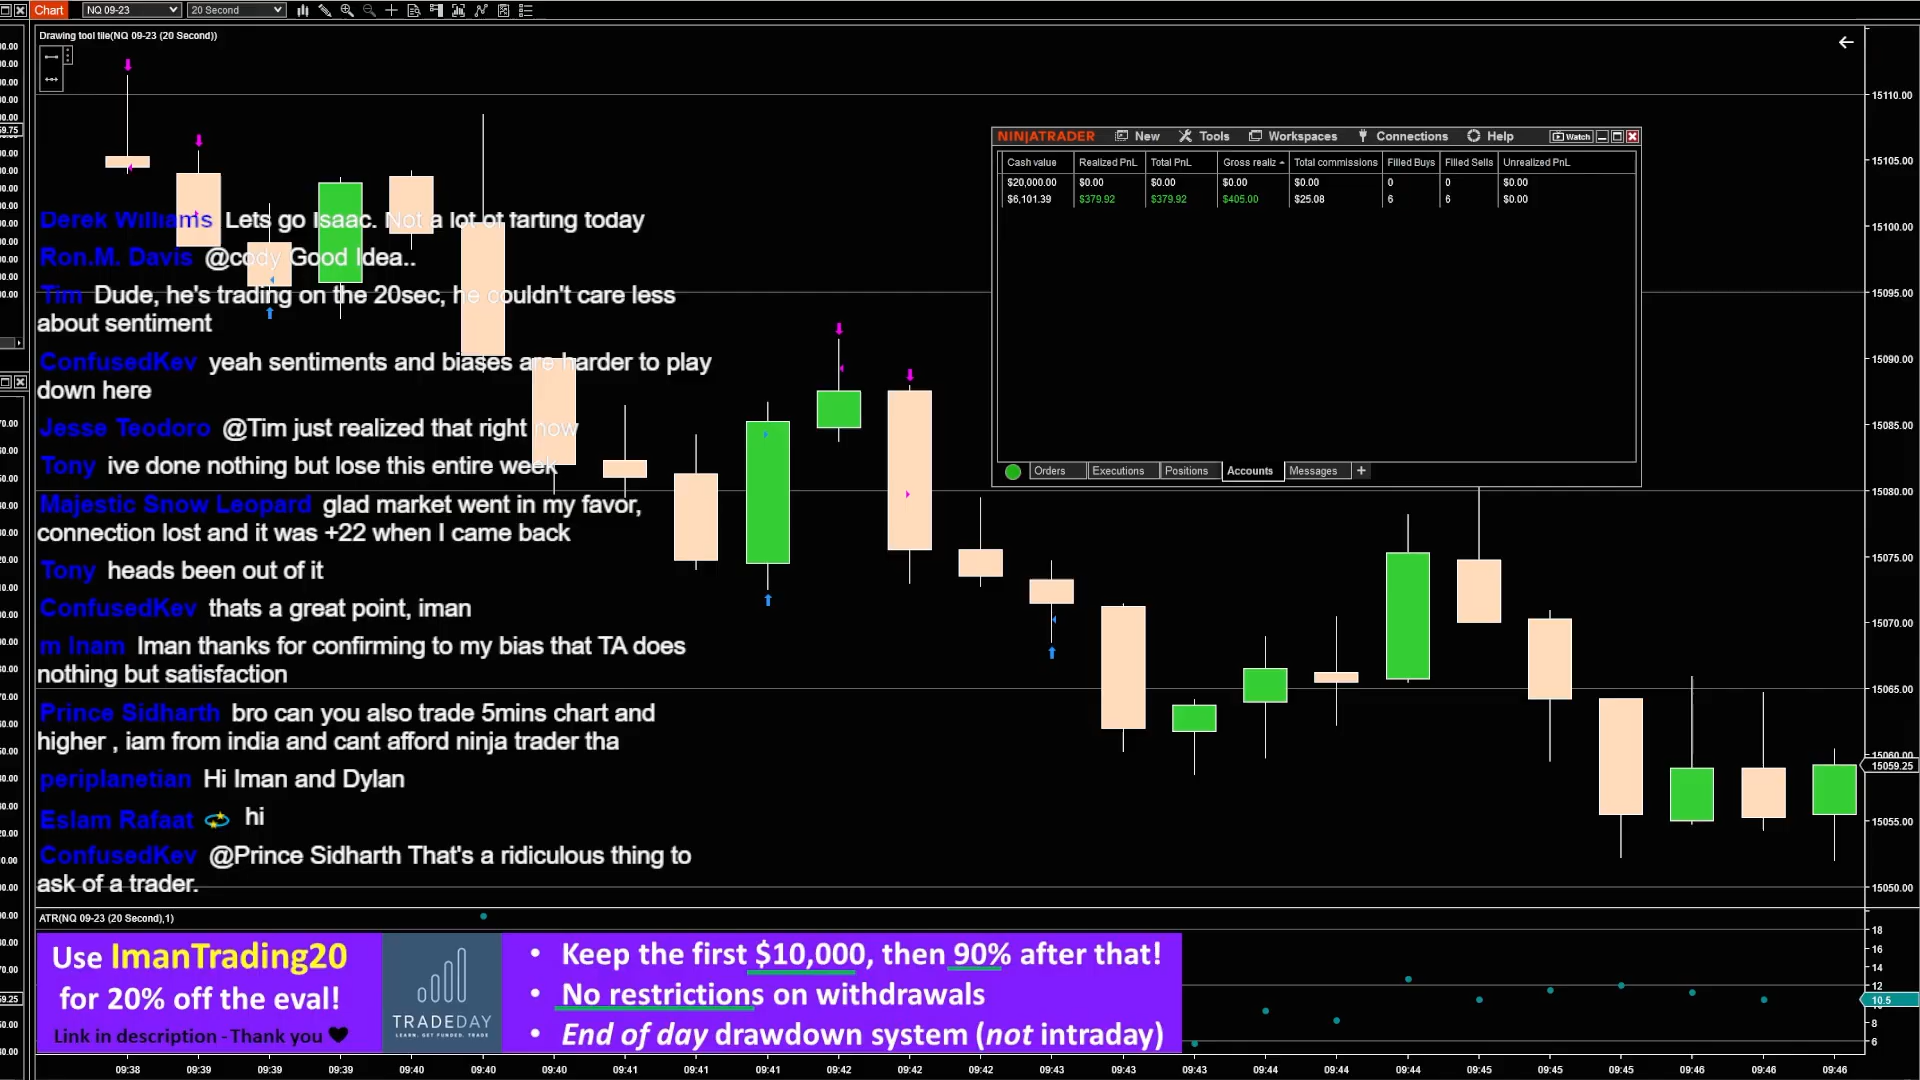 Chart NQ 09-23 20 Second
Drawing tool tile(NQ 09-23 (20 Second))
NINJATRADER New Tools Workspaces Connections Help Watch
Cash value Realized PnL Total PnL Gross realiz Total commissions Filled Buys Filled Sells Unrealized PnL
$20,000.00 $0.00 $0.00 $0.00 $0.00 0 0 $0.00
$6,101.39 $379.92 $379.92 $405.00 $25.08 6 6 $0.00
Orders Executions Positions Accounts Messages +
Derek Williams Lets go Isaac. Not a lot of farting today
Ron.M. Davis @cody Good Idea..
Tim Dude, he's trading on the 20sec, he couldn't care less
about sentiment
ConfusedKev yeah sentiments and biases are harder to play
down here
Jesse Teodoro @Tim just realized that right now
Tony ive done nothing but lose this entire week
Majestic Snow Leopard glad market went in my favor,
connection lost and it was +22 when I came back
Tony heads been out of it
ConfusedKev thats a great point, iman
m Inam Iman thanks for confirming to my bias that TA does
nothing but satisfaction
Prince Sidharth bro can you also trade 5mins chart and
higher , iam from india and cant afford ninja trader tha
periplanetian Hi Iman and Dylan
Eslam Rafaat hi
ConfusedKev @Prince Sidharth That's a ridiculous thing to
ask of a trader.
15110.00
15105.00
15100.00
15095.00
15090.00
15085.00
15080.00
15075.00
15070.00
15065.00
15060.00
15059.25
15055.00
15050.00
ATR(NQ 09-23 (20 Second),1)
Use ImanTrading20
for 20% off the eval!
Link in description - Thank you
TRADEDAY
LEARN. GET FUNDED. TRADE
• Keep the first $10,000, then 90% after that!
• No restrictions on withdrawals
• End of day drawdown system (not intraday)
18
16
14
12
10.5
8
6
09:38 09:39 09:39 09:39 09:40 09:40 09:40 09:41 09:41 09:41 09:42 09:42 09:42 09:43 09:43 09:43 09:44 09:44 09:44 09:45 09:45 09:45 09:46 09:46 09:46